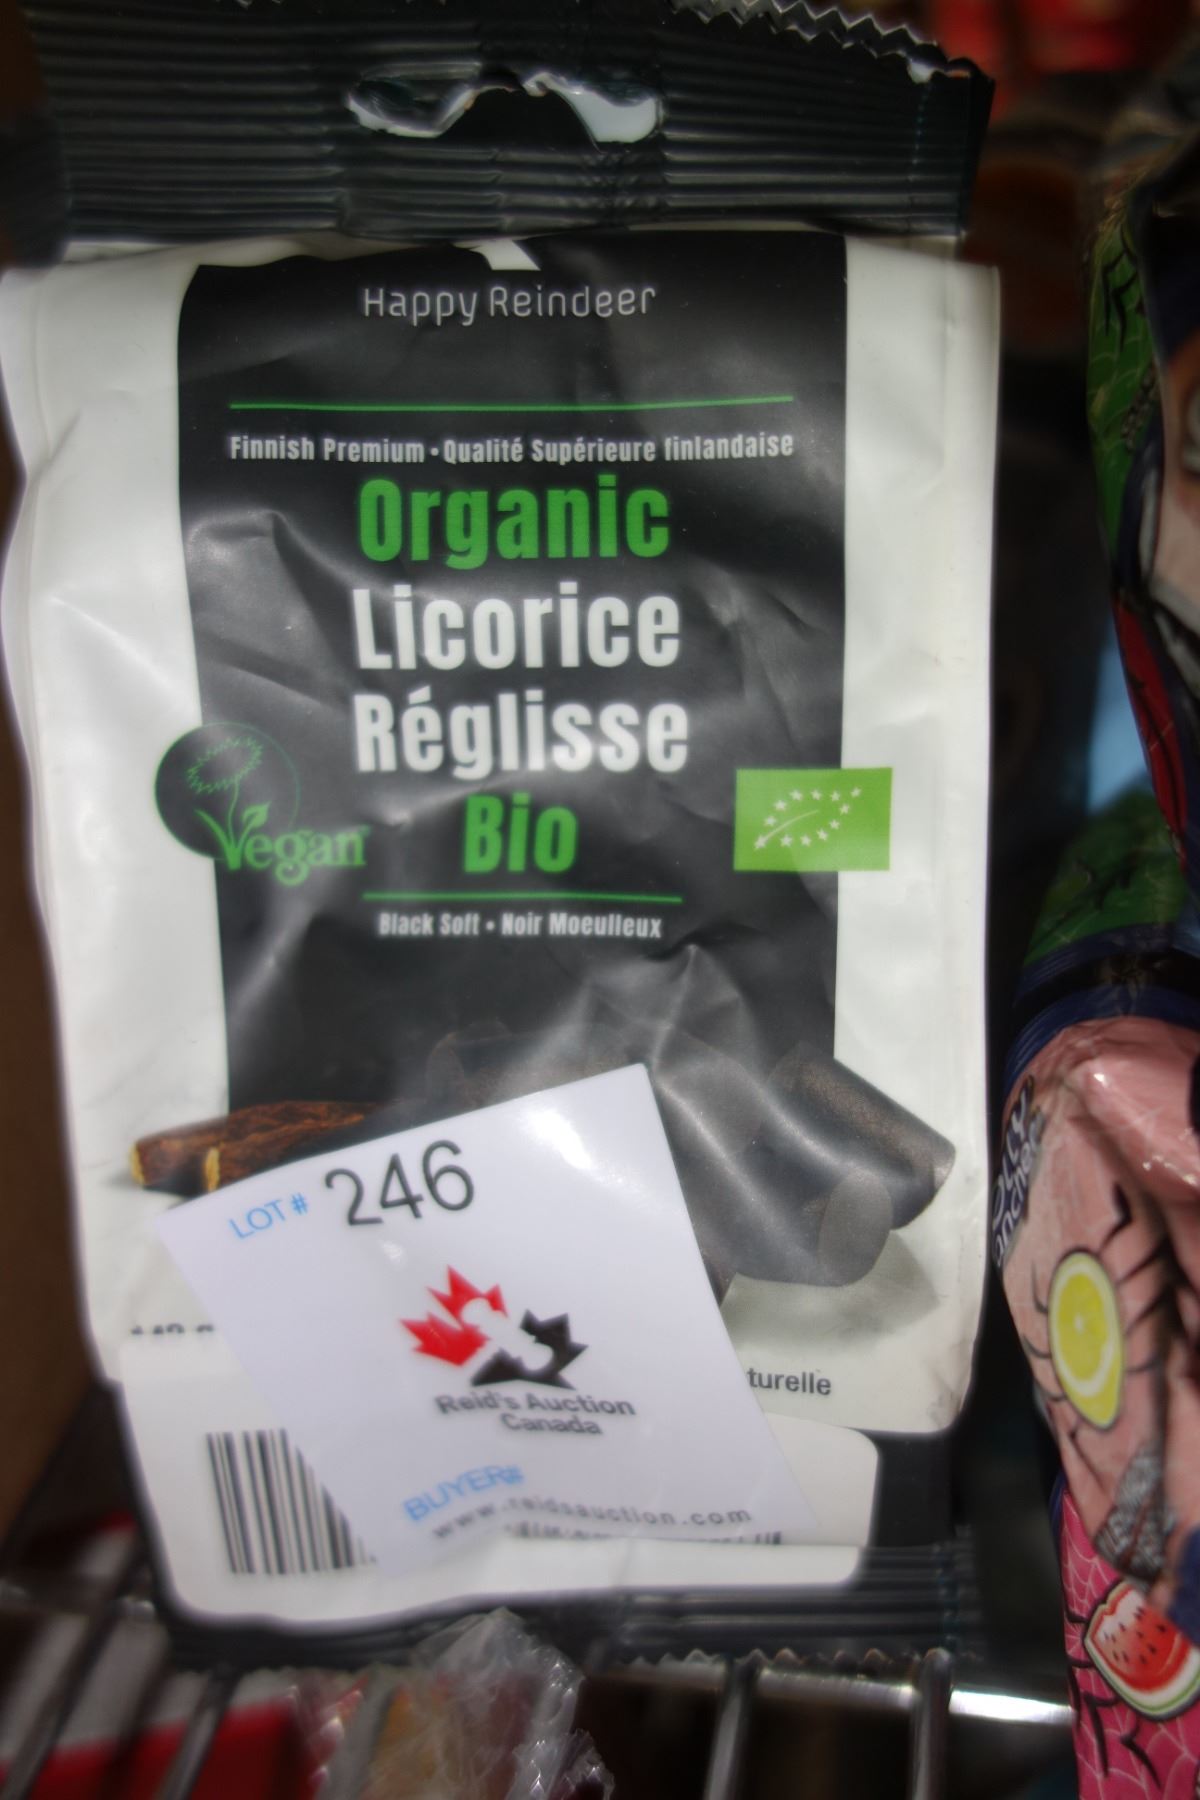 Happy Reindeer
Finnish Premium • Qualité Supérieure finlandaise
Organic
Licorice
Réglisse
Bio
Vegan
Black Soft • Noir Moeulleux
LOT# 246
Reid's Auction
Canada
turelle
BUYER#
www.reidsauction.com